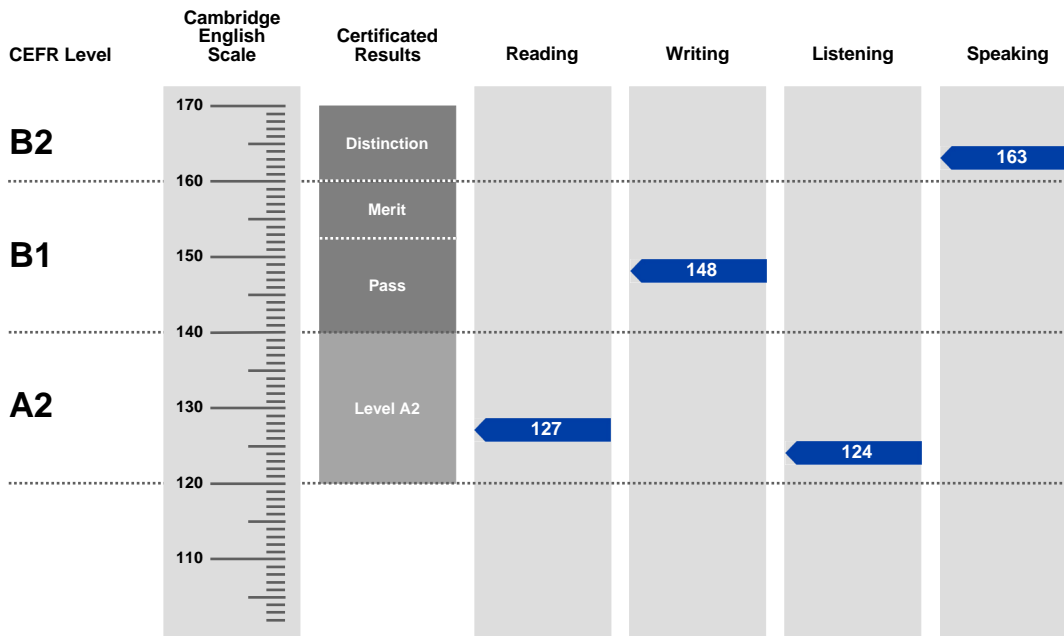 CEFR Level
Cambridge
English
Scale
Certificated
Results
Reading
Writing
Listening
Speaking
170
B2
Distinction
163
160
Merit
B1
150
148
Pass
140
A2
130
Level A2
127
124
120
110